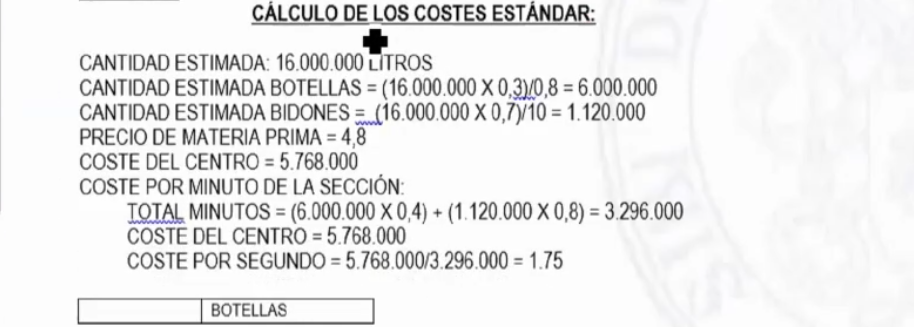 CÁLCULO DE LOS COSTES ESTÁNDAR:
CANTIDAD ESTIMADA: 16.000.000 LITROS
CANTIDAD ESTIMADA BOTELLAS = (16.000.000 X 0,3)/0,8 = 6.000.000
CANTIDAD ESTIMADA BIDONES = (16.000.000 X 0,7)/10 = 1.120.000
PRECIO DE MATERIA PRIMA = 4,8
COSTE DEL CENTRO = 5.768.000
COSTE POR MINUTO DE LA SECCIÓN:
TOTAL MINUTOS = (6.000.000 X 0,4) + (1.120.000 X 0,8) = 3.296.000
COSTE DEL CENTRO = 5.768.000
COSTE POR SEGUNDO = 5.768.000/3.296.000 = 1.75
BOTELLAS